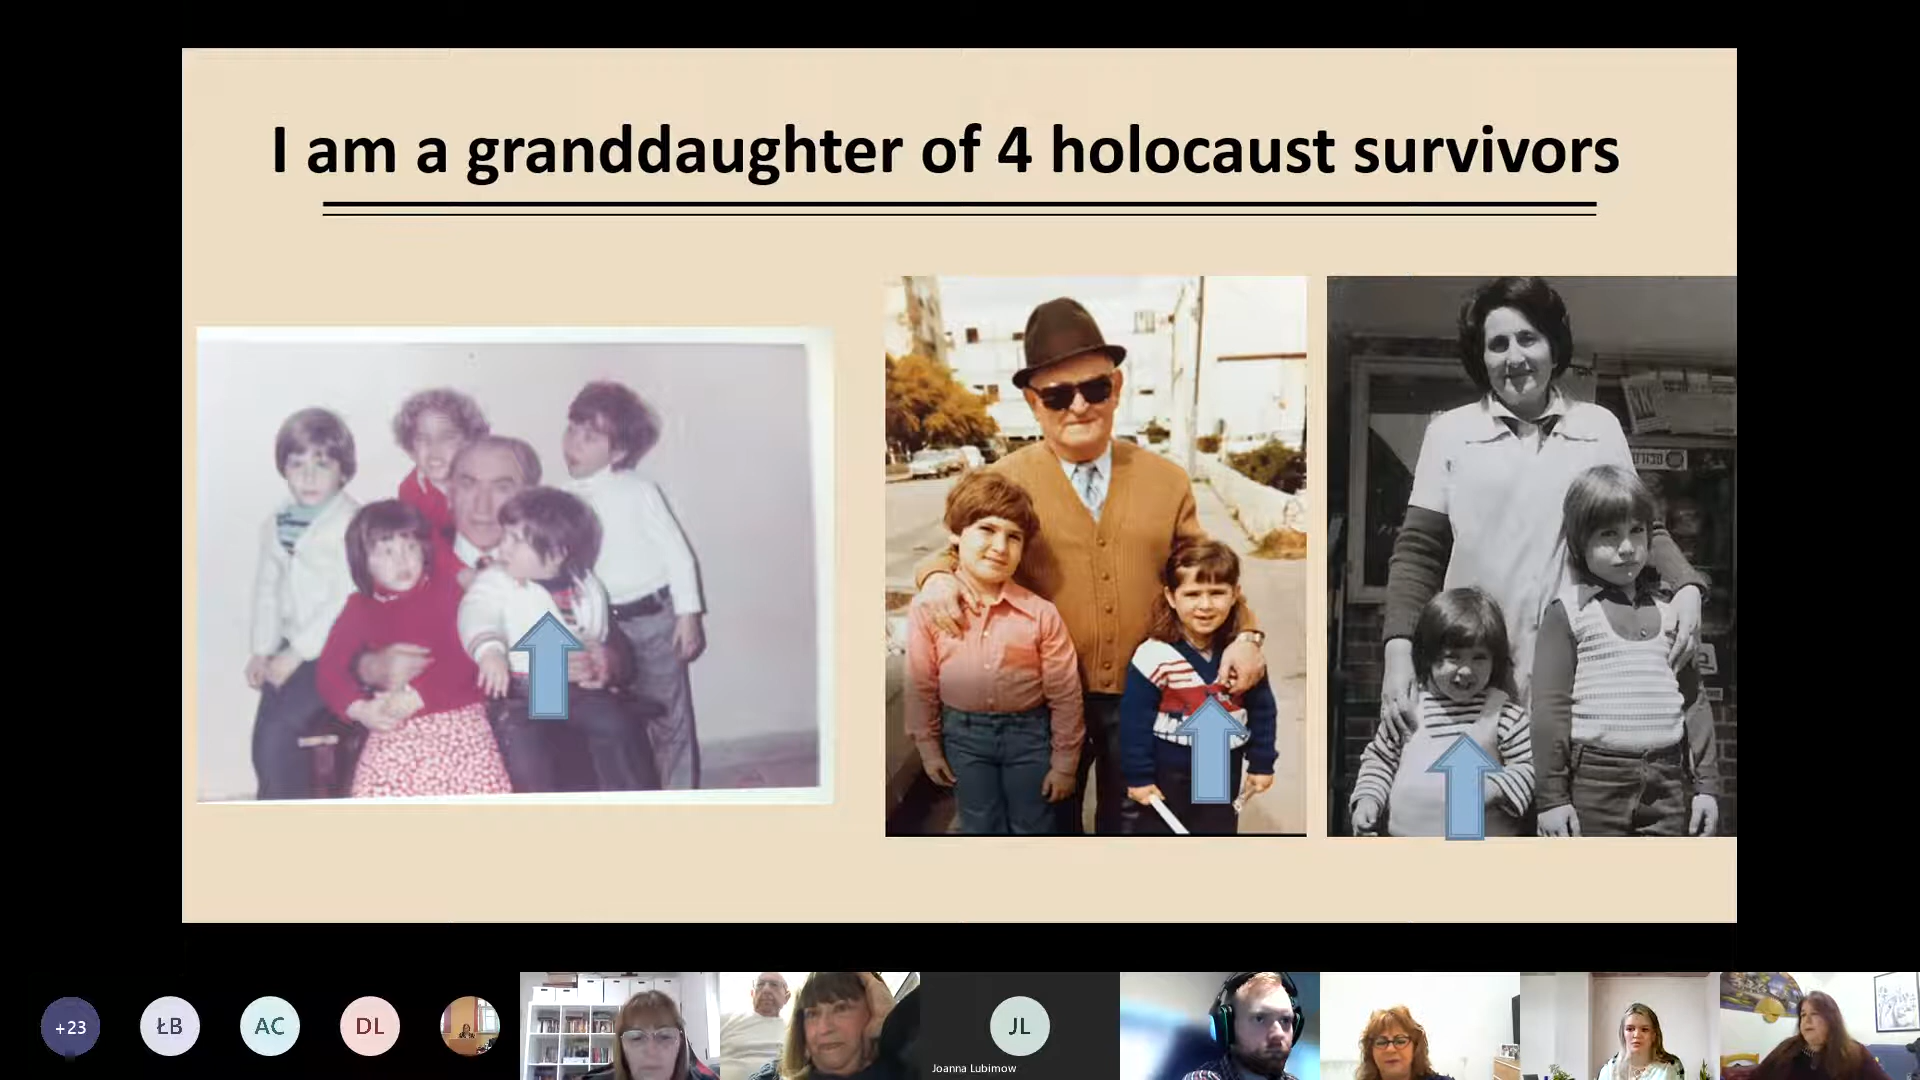 I am a granddaughter of 4 holocaust survivors
+23
ŁB
AC
DL
JL
Joanna Lubimow